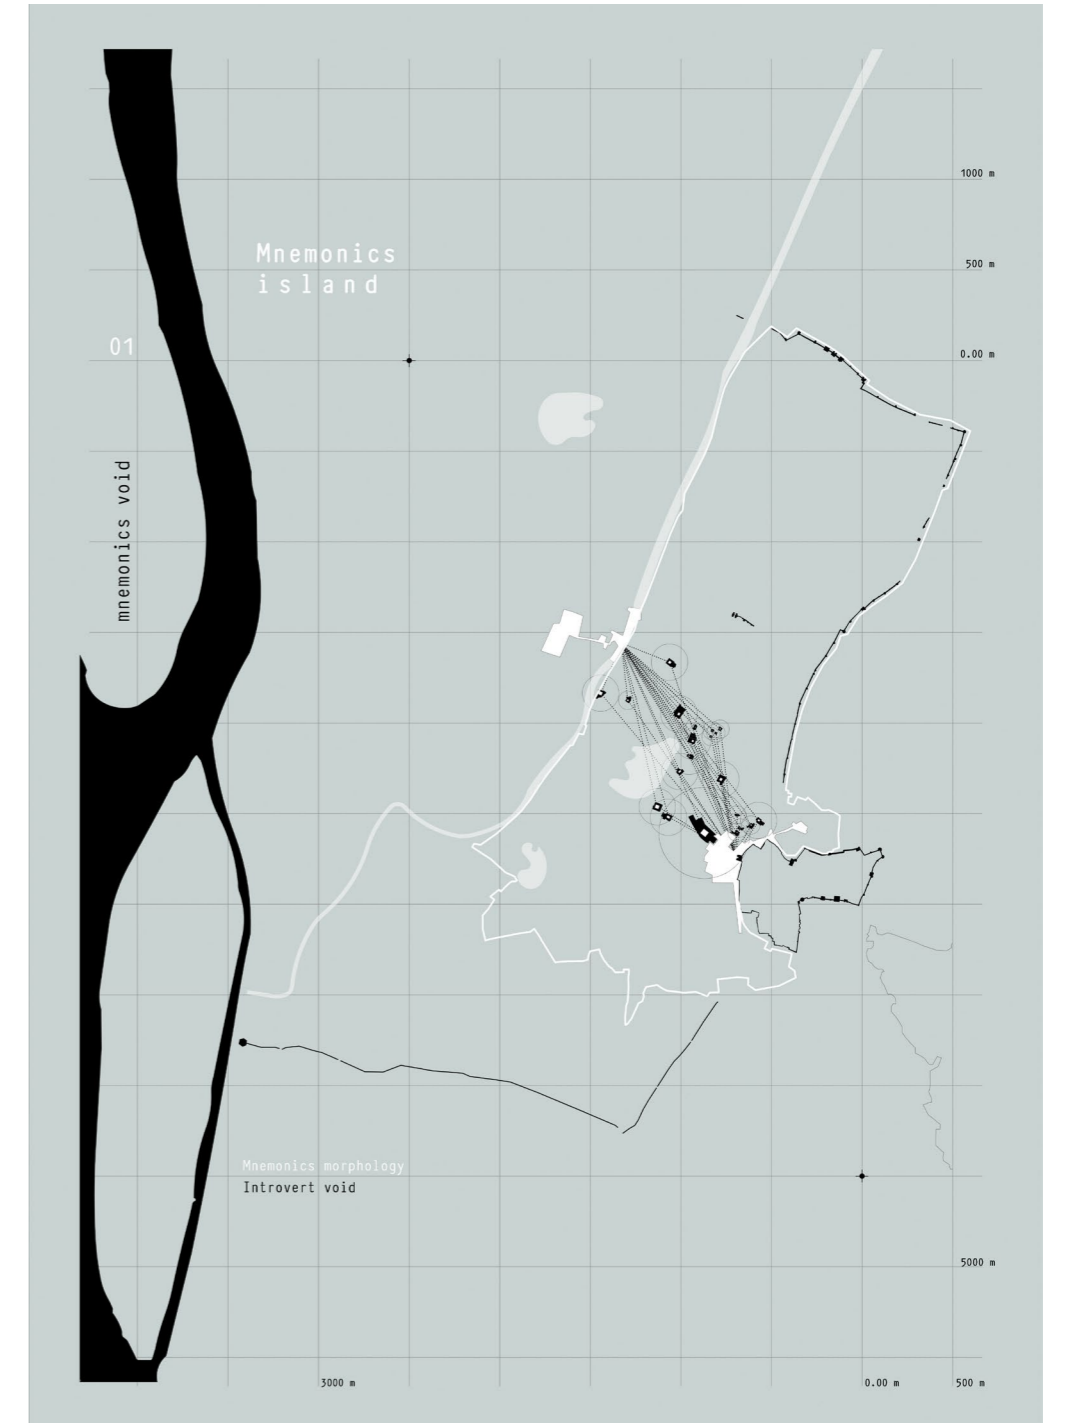 1000 m
Mnemonics
island
500 m
01
0.00 m
mnemonics void
Mnemonics morphology
Introvert void
5000 m
3000 m
0.00 m
500 m